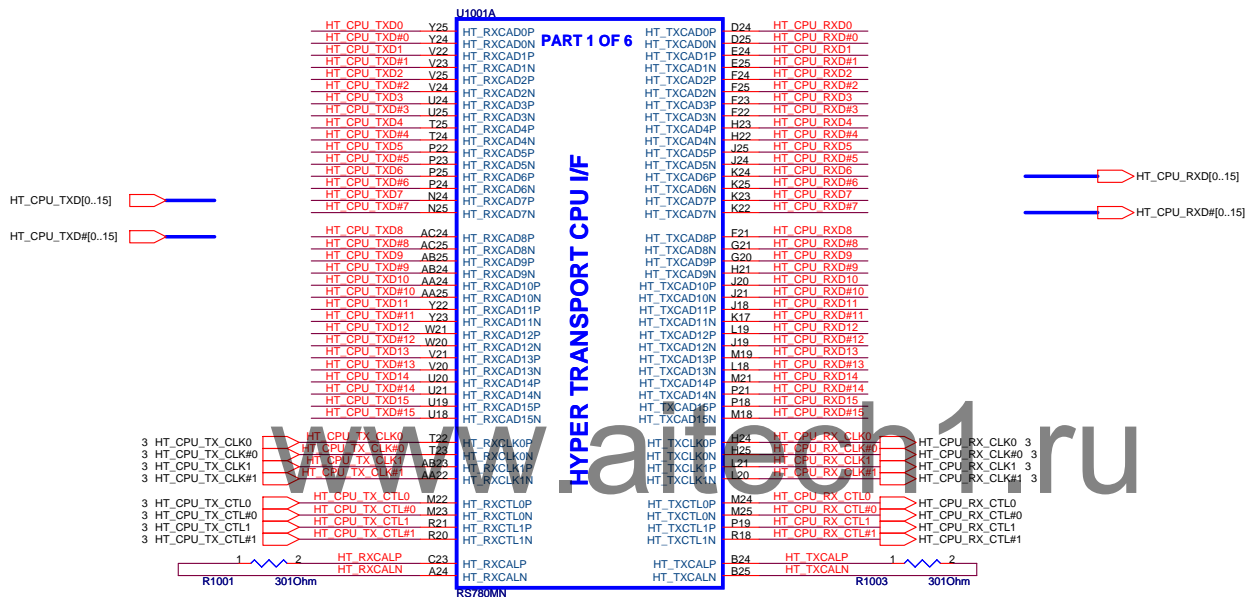 U1001A
PART 1 OF 6
HYPER TRANSPORT CPU I/F
HT_CPU_TXD0 Y25 HT_RXCAD0P HT_TXCAD0P D24 HT_CPU_RXD0
HT_CPU_TXD#0 Y24 HT_RXCAD0N HT_TXCAD0N D25 HT_CPU_RXD#0
HT_CPU_TXD1 V22 HT_RXCAD1P HT_TXCAD1P E24 HT_CPU_RXD1
HT_CPU_TXD#1 V23 HT_RXCAD1N HT_TXCAD1N E25 HT_CPU_RXD#1
HT_CPU_TXD2 V25 HT_RXCAD2P HT_TXCAD2P F24 HT_CPU_RXD2
HT_CPU_TXD#2 V24 HT_RXCAD2N HT_TXCAD2N F25 HT_CPU_RXD#2
HT_CPU_TXD3 U24 HT_RXCAD3P HT_TXCAD3P F23 HT_CPU_RXD3
HT_CPU_TXD#3 U25 HT_RXCAD3N HT_TXCAD3N F22 HT_CPU_RXD#3
HT_CPU_TXD4 T25 HT_RXCAD4P HT_TXCAD4P H23 HT_CPU_RXD4
HT_CPU_TXD#4 T24 HT_RXCAD4N HT_TXCAD4N H22 HT_CPU_RXD#4
HT_CPU_TXD5 P22 HT_RXCAD5P HT_TXCAD5P J25 HT_CPU_RXD5
HT_CPU_TXD#5 P23 HT_RXCAD5N HT_TXCAD5N J24 HT_CPU_RXD#5
HT_CPU_TXD6 P25 HT_RXCAD6P HT_TXCAD6P K24 HT_CPU_RXD6
HT_CPU_TXD#6 P24 HT_RXCAD6N HT_TXCAD6N K25 HT_CPU_RXD#6
HT_CPU_TXD7 N24 HT_RXCAD7P HT_TXCAD7P K23 HT_CPU_RXD7
HT_CPU_TXD#7 N25 HT_RXCAD7N HT_TXCAD7N K22 HT_CPU_RXD#7
HT_CPU_TXD[0..15]
HT_CPU_TXD#[0..15]
HT_CPU_RXD[0..15]
HT_CPU_RXD#[0..15]
HT_CPU_TXD8 AC24 HT_RXCAD8P HT_TXCAD8P F21 HT_CPU_RXD8
HT_CPU_TXD#8 AC25 HT_RXCAD8N HT_TXCAD8N G21 HT_CPU_RXD#8
HT_CPU_TXD9 AB25 HT_RXCAD9P HT_TXCAD9P G20 HT_CPU_RXD9
HT_CPU_TXD#9 AB24 HT_RXCAD9N HT_TXCAD9N H21 HT_CPU_RXD#9
HT_CPU_TXD10 AA24 HT_RXCAD10P HT_TXCAD10P J20 HT_CPU_RXD10
HT_CPU_TXD#10 AA25 HT_RXCAD10N HT_TXCAD10N J21 HT_CPU_RXD#10
HT_CPU_TXD11 Y22 HT_RXCAD11P HT_TXCAD11P J18 HT_CPU_RXD11
HT_CPU_TXD#11 Y23 HT_RXCAD11N HT_TXCAD11N K17 HT_CPU_RXD#11
HT_CPU_TXD12 W21 HT_RXCAD12P HT_TXCAD12P L19 HT_CPU_RXD12
HT_CPU_TXD#12 W20 HT_RXCAD12N HT_TXCAD12N J19 HT_CPU_RXD#12
HT_CPU_TXD13 V21 HT_RXCAD13P HT_TXCAD13P M19 HT_CPU_RXD13
HT_CPU_TXD#13 V20 HT_RXCAD13N HT_TXCAD13N L18 HT_CPU_RXD#13
HT_CPU_TXD14 U20 HT_RXCAD14P HT_TXCAD14P M21 HT_CPU_RXD14
HT_CPU_TXD#14 U21 HT_RXCAD14N HT_TXCAD14N P21 HT_CPU_RXD#14
HT_CPU_TXD15 U19 HT_RXCAD15P HT_TXCAD15P P18 HT_CPU_RXD15
HT_CPU_TXD#15 U18 HT_RXCAD15N HT_TXCAD15N M18 HT_CPU_RXD#15
3 HT_CPU_TX_CLK0 HT_CPU_TX_CLK0 T22 HT_RXCLK0P HT_TXCLK0P H24 HT_CPU_RX_CLK0 HT_CPU_RX_CLK0 3
3 HT_CPU_TX_CLK#0 HT_CPU_TX_CLK#0 T23 HT_RXCLK0N HT_TXCLK0N H25 HT_CPU_RX_CLK#0 HT_CPU_RX_CLK#0 3
3 HT_CPU_TX_CLK1 HT_CPU_TX_CLK1 AB23 HT_RXCLK1P HT_TXCLK1P L21 HT_CPU_RX_CLK1 HT_CPU_RX_CLK1 3
3 HT_CPU_TX_CLK#1 HT_CPU_TX_CLK#1 AA22 HT_RXCLK1N HT_TXCLK1N L20 HT_CPU_RX_CLK#1 HT_CPU_RX_CLK#1 3
www.aitech1.ru
3 HT_CPU_TX_CTL0 HT_CPU_TX_CTL0 M22 HT_RXCTL0P HT_TXCTL0P M24 HT_CPU_RX_CTL0 HT_CPU_RX_CTL0
3 HT_CPU_TX_CTL#0 HT_CPU_TX_CTL#0 M23 HT_RXCTL0N HT_TXCTL0N M25 HT_CPU_RX_CTL#0 HT_CPU_RX_CTL#0
3 HT_CPU_TX_CTL1 HT_CPU_TX_CTL1 R21 HT_RXCTL1P HT_TXCTL1P P19 HT_CPU_RX_CTL1 HT_CPU_RX_CTL1
3 HT_CPU_TX_CTL#1 HT_CPU_TX_CTL#1 R20 HT_RXCTL1N HT_TXCTL1N R18 HT_CPU_RX_CTL#1 HT_CPU_RX_CTL#1
1 2 HT_RXCALP C23 HT_RXCALP HT_TXCALP B24 HT_TXCALP 1 2
HT_RXCALN A24 HT_RXCALN HT_TXCALN B25 HT_TXCALN
R1001 301Ohm R1003 301Ohm
RS780MN